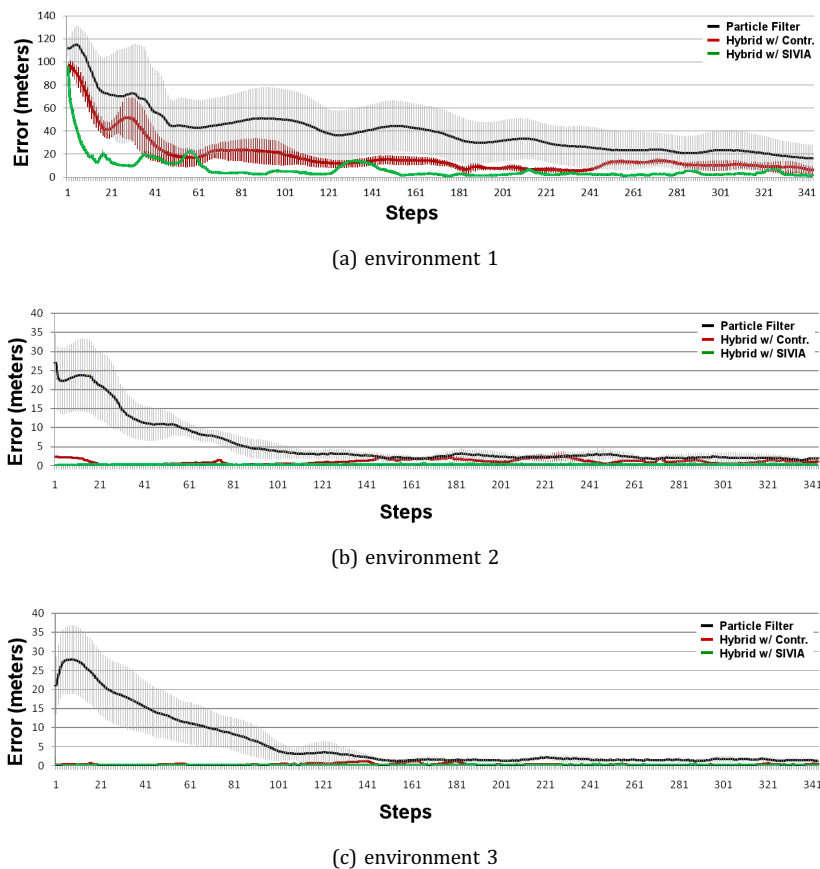 140
120
100
80
60
40
20
0
Error (meters)
Particle Filter
Hybrid w/ Contr.
Hybrid w/ SIVIA
1 21 41 61 81 101 121 141 161 181 201 221 241 261 281 301 321 341
Steps
(a) environment 1
40
35
30
25
20
15
10
5
0
Error (meters)
Particle Filter
Hybrid w/ Contr.
Hybrid w/ SIVIA
1 21 41 61 81 101 121 141 161 181 201 221 241 261 281 301 321 341
Steps
(b) environment 2
40
35
30
25
20
15
10
5
0
Error (meters)
Particle Filter
Hybrid w/ Contr.
Hybrid w/ SIVIA
1 21 41 61 81 101 121 141 161 181 201 221 241 261 281 301 321 341
Steps
(c) environment 3